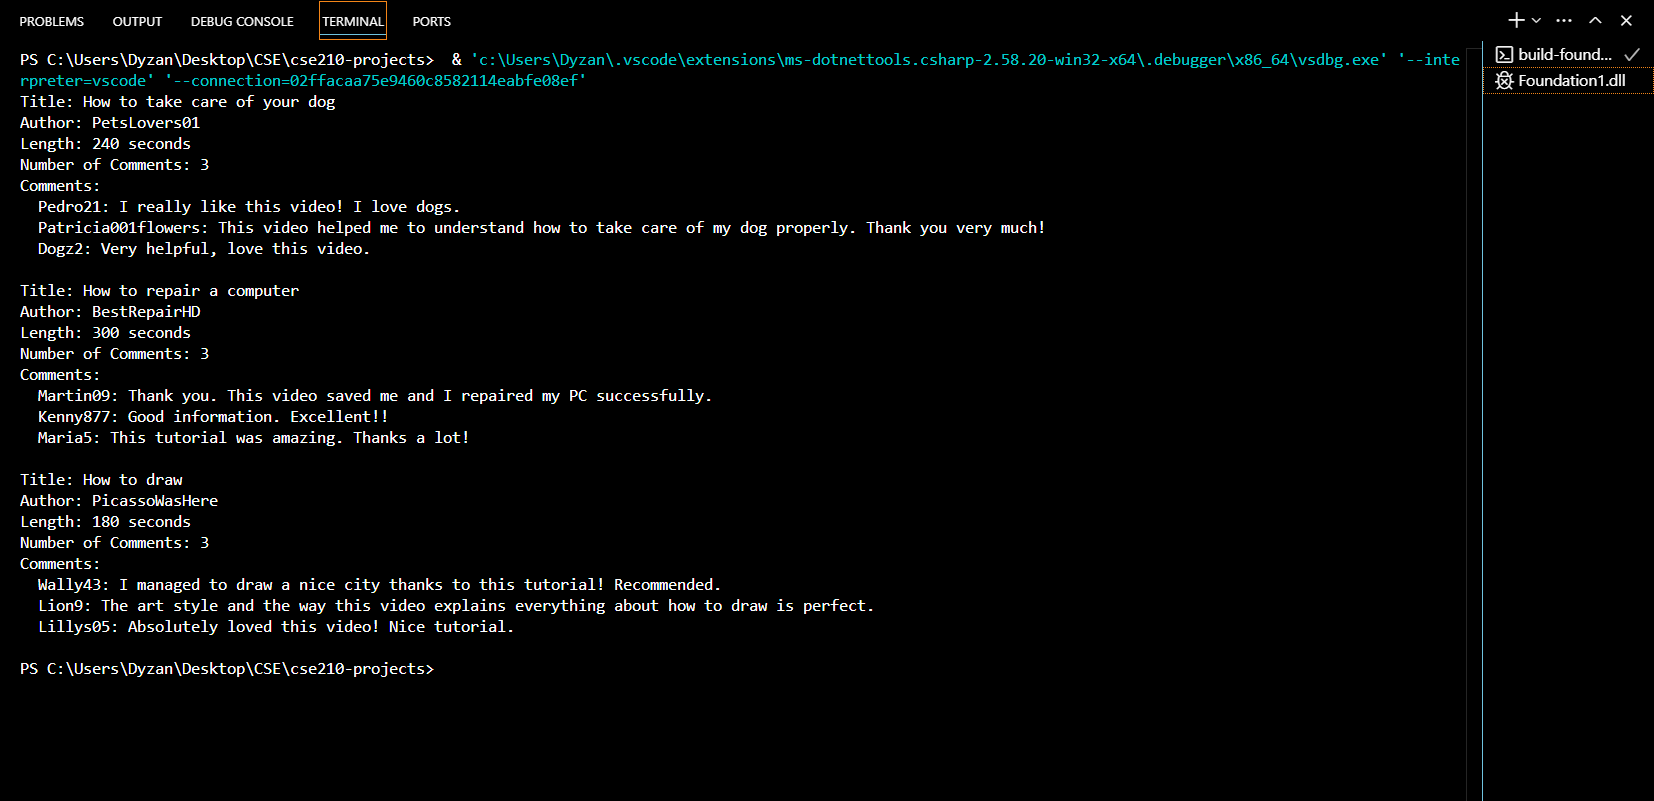 PROBLEMS OUTPUT DEBUG CONSOLE TERMINAL PORTS
PS C:\Users\Dyzan\Desktop\CSE\cse210-projects>  & 'c:\Users\Dyzan\.vscode\extensions\ms-dotnettools.csharp-2.58.20-win32-x64\.debugger\x86_64\vsdbg.exe' '--inte
rpreter=vscode' '--connection=02ffacaa75e9460c8582114eabfe08ef'
Title: How to take care of your dog
Author: PetsLovers01
Length: 240 seconds
Number of Comments: 3
Comments:
  Pedro21: I really like this video! I love dogs.
  Patricia001flowers: This video helped me to understand how to take care of my dog properly. Thank you very much!
  Dogz2: Very helpful, love this video.

Title: How to repair a computer
Author: BestRepairHD
Length: 300 seconds
Number of Comments: 3
Comments:
  Martin09: Thank you. This video saved me and I repaired my PC successfully.
  Kenny877: Good information. Excellent!!
  Maria5: This tutorial was amazing. Thanks a lot!

Title: How to draw
Author: PicassoWasHere
Length: 180 seconds
Number of Comments: 3
Comments:
  Wally43: I managed to draw a nice city thanks to this tutorial! Recommended.
  Lion9: The art style and the way this video explains everything about how to draw is perfect.
  Lillys05: Absolutely loved this video! Nice tutorial.

PS C:\Users\Dyzan\Desktop\CSE\cse210-projects>
build-found...
Foundation1.dll